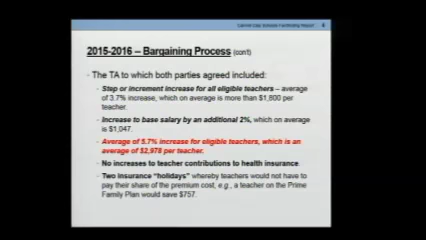 2015-2016 – Bargaining Process (con't)
The TA to which both parties agreed included:
Step or increment increase for all eligible teachers – average
of 3.7% increase, which on average is more than $1,800 per
teacher.
Increase to base salary by an additional 2%, which on average
is $1,047.
Average of 5.7% increase for eligible teachers, which is an
average of $2,978 per teacher.
No increases to teacher contributions to health insurance
Two insurance "holidays" whereby teachers would not have to
pay their share of the premium cost, e.g., a teacher on the Prime
Family Plan would save $757.